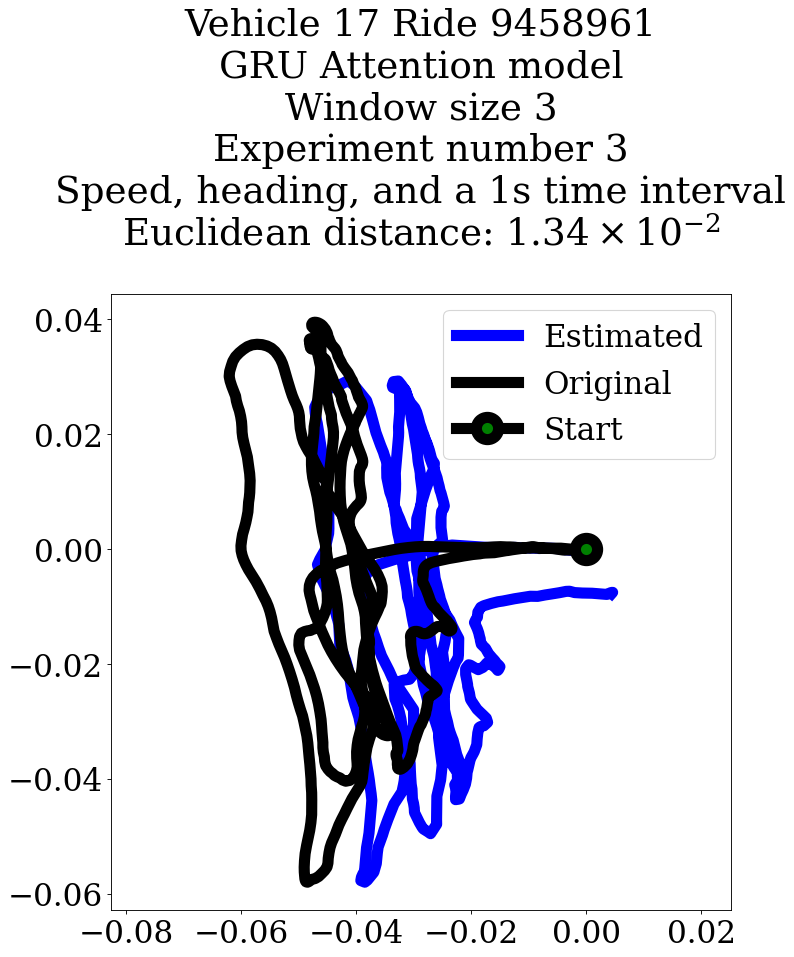 Vehicle 17 Ride 9458961
GRU Attention model
Window size 3
Experiment number 3
Speed, heading, and a 1s time interval
Euclidean distance: 1.34 × 10⁻²
Estimated
Original
Start
0.04
0.02
0.00
−0.02
−0.04
−0.06
−0.08 −0.06 −0.04 −0.02 0.00 0.02